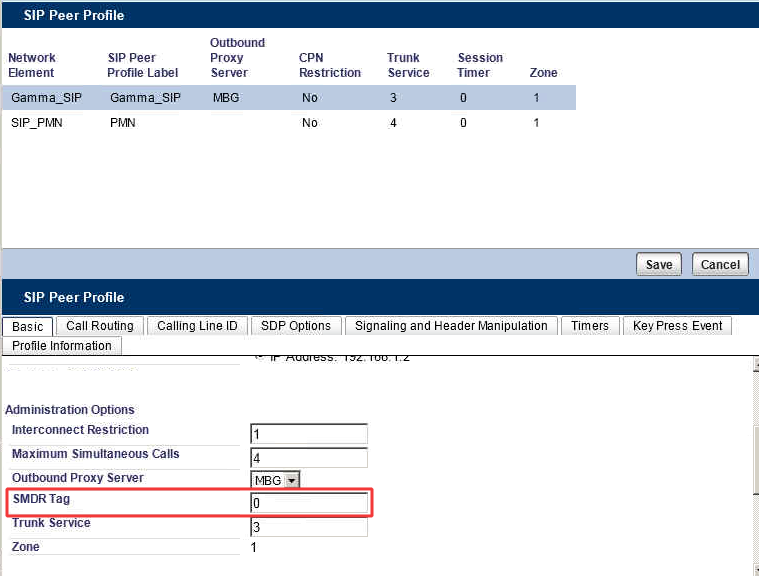 SIP Peer Profile
Network Element SIP Peer Profile Label Outbound Proxy Server CPN Restriction Trunk Service Session Timer Zone
Gamma_SIP Gamma_SIP MBG No 3 0 1
SIP_PMN PMN No 4 0 1
Save Cancel
SIP Peer Profile
Basic Call Routing Calling Line ID SDP Options Signaling and Header Manipulation Timers Key Press Event
Profile Information
IP Address: 192.168.1.2
Administration Options
Interconnect Restriction 1
Maximum Simultaneous Calls 4
Outbound Proxy Server MBG
SMDR Tag 0
Trunk Service 3
Zone 1